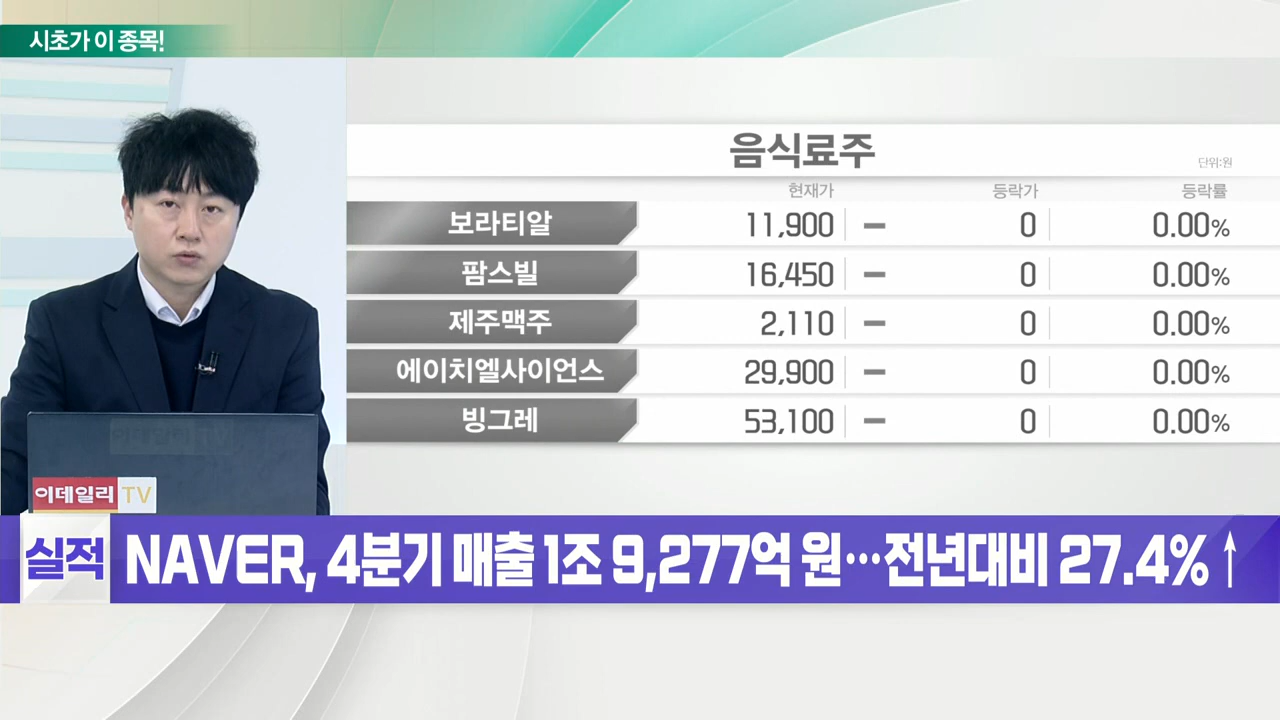 시초가 이 종목!
음식료주
단위:원
현재가 등락가 등락률
보라티알 11,900 0 0.00%
팜스빌 16,450 0 0.00%
제주맥주 2,110 0 0.00%
에이치엘사이언스 29,900 0 0.00%
빙그레 53,100 0 0.00%
이데일리 TV
실적 NAVER, 4분기 매출 1조 9,277억 원…전년대비 27.4%↑